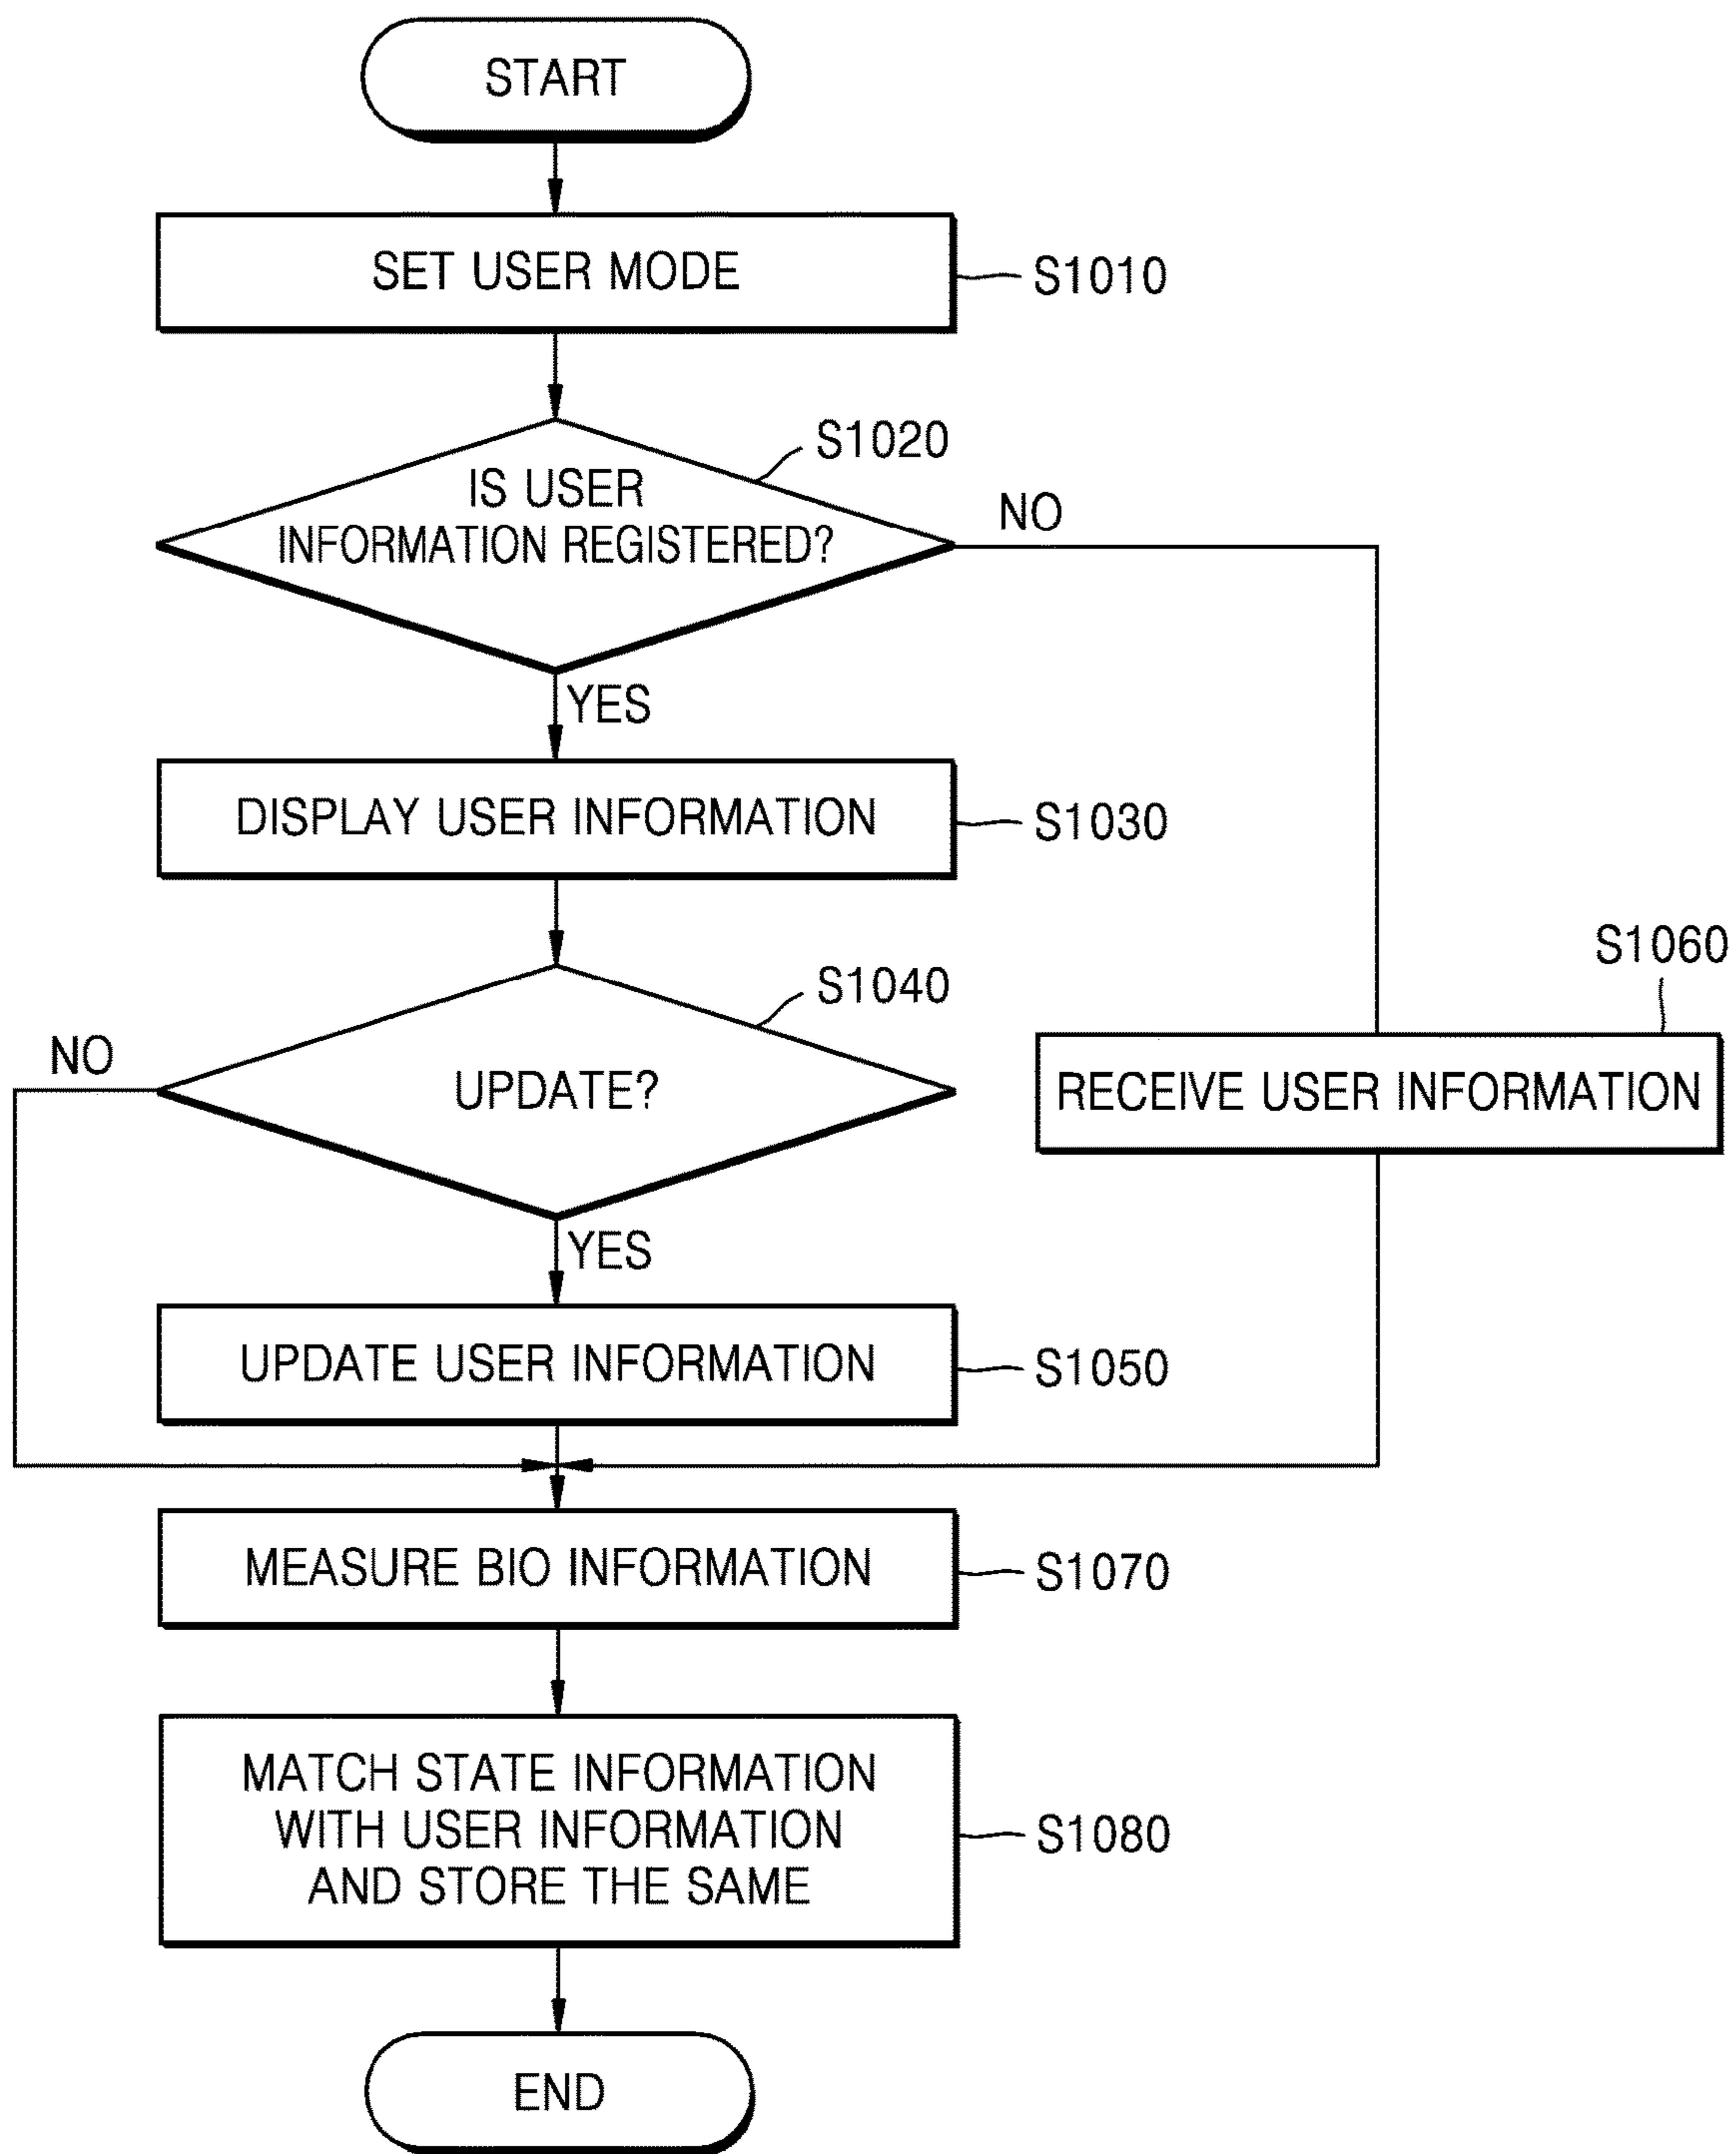 START
SET USER MODE
S1010
S1020
IS USER
INFORMATION REGISTERED?
NO
YES
DISPLAY USER INFORMATION
S1030
S1040
UPDATE?
NO
YES
S1060
RECEIVE USER INFORMATION
UPDATE USER INFORMATION
S1050
MEASURE BIO INFORMATION
S1070
MATCH STATE INFORMATION
WITH USER INFORMATION
AND STORE THE SAME
S1080
END